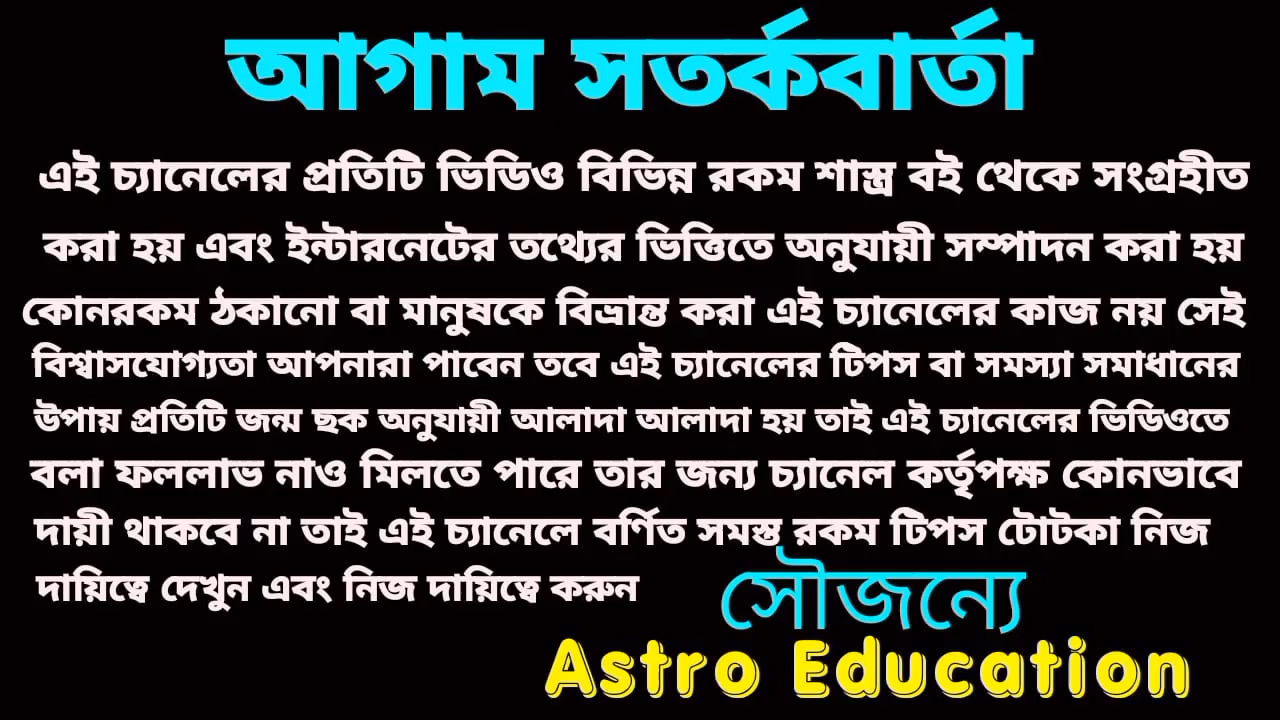 আগাম সতর্কবার্তা
এই চ্যানেলের প্রতিটি ভিডিও বিভিন্ন রকম শাস্ত্র বই থেকে সংগ্রহীত
করা হয় এবং ইন্টারনেটের তথ্যের ভিত্তিতে অনুযায়ী সম্পাদন করা হয়
কোনরকম ঠকানো বা মানুষকে বিভ্রান্ত করা এই চ্যানেলের কাজ নয় সেই
বিশ্বাসযোগ্যতা আপনারা পাবেন তবে এই চ্যানেলের টিপস বা সমস্যা সমাধানের
উপায় প্রতিটি জন্ম ছক অনুযায়ী আলাদা আলাদা হয় তাই এই চ্যানেলের ভিডিওতে
বলা ফললাভ নাও মিলতে পারে তার জন্য চ্যানেল কর্তৃপক্ষ কোনভাবে
দায়ী থাকবে না তাই এই চ্যানেলে বর্ণিত সমস্ত রকম টিপস টোটকা নিজ
দায়িত্বে দেখুন এবং নিজ দায়িত্বে করুন
সৌজন্যে
Astro Education